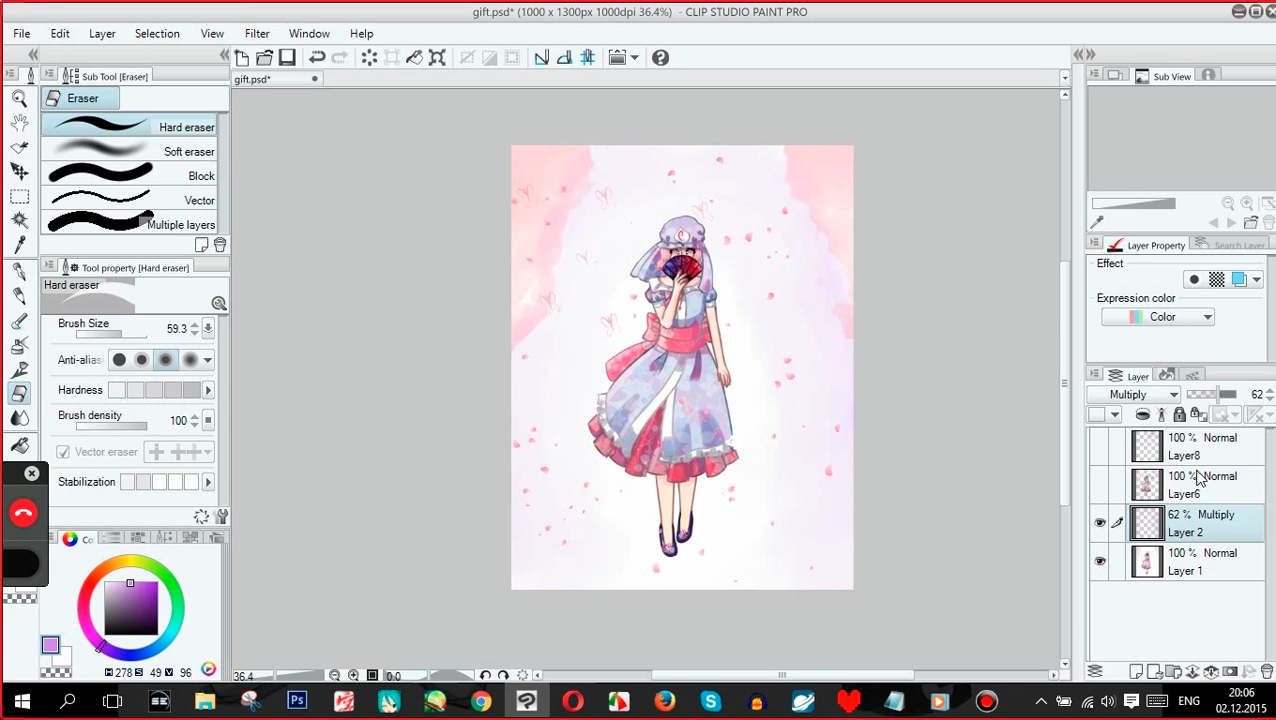 gift.psd* (1000 x 1300px 1000dpi 36.4%) - CLIP STUDIO PAINT PRO
File Edit Layer Selection View Filter Window Help
Sub Tool [Eraser]
gift.psd*
Sub View
Eraser
Hard eraser
Soft eraser
Block
Vector
Multiple layers
Tool property [Hard eraser]
Hard eraser
Brush Size 59.3
Anti-alias
Hardness
Brush density 100
Vector eraser
Stabilization
Layer Property Search Layer
Effect
Expression color
Color
Layer
Multiply 62
100 % Normal
Layer8
100 % Normal
Layer6
62 % Multiply
Layer 2
100 % Normal
Layer 1
Co
H 278 S 49 V 96
36.4 0.0
Ps
ENG
20:06
02.12.2015